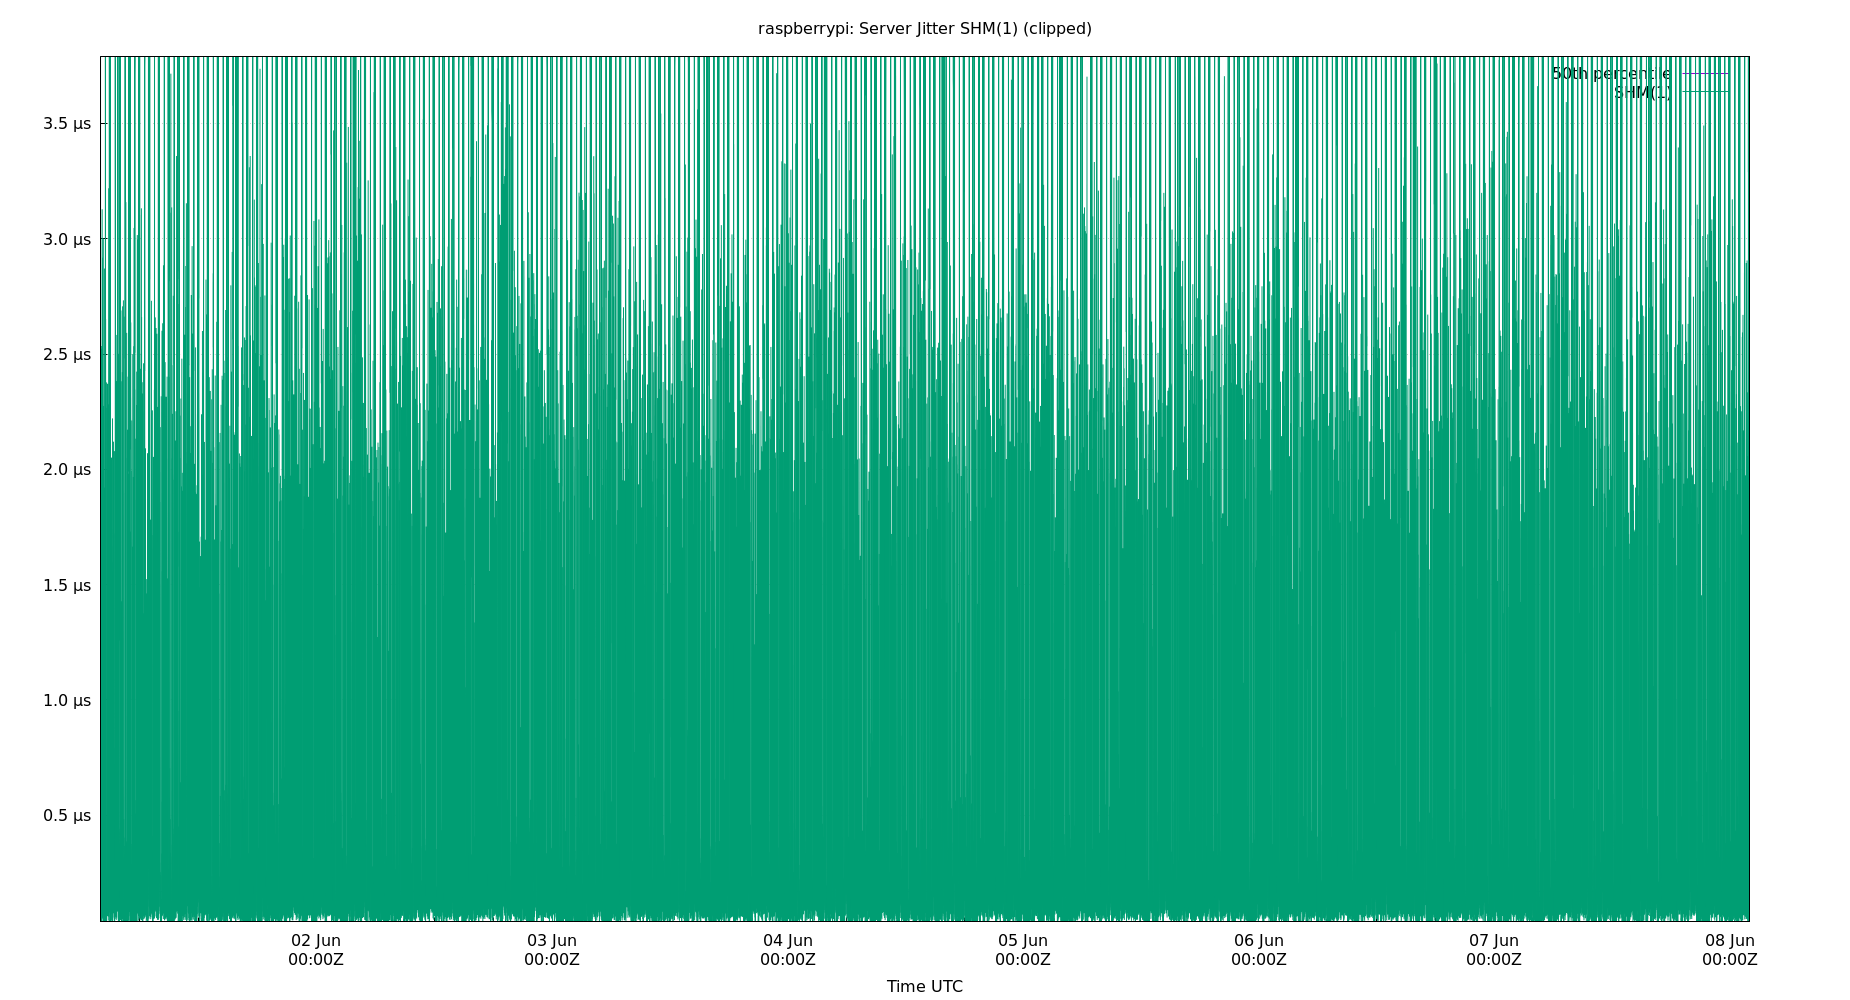 raspberrypi: Server Jitter SHM(1) (clipped)
50th percentile
SHM(1)
3.5 μs
3.0 μs
2.5 μs
2.0 μs
1.5 μs
1.0 μs
0.5 μs
02 Jun 03 Jun 04 Jun 05 Jun 06 Jun 07 Jun 08 Jun
00:00Z 00:00Z 00:00Z 00:00Z 00:00Z 00:00Z 00:00Z
Time UTC